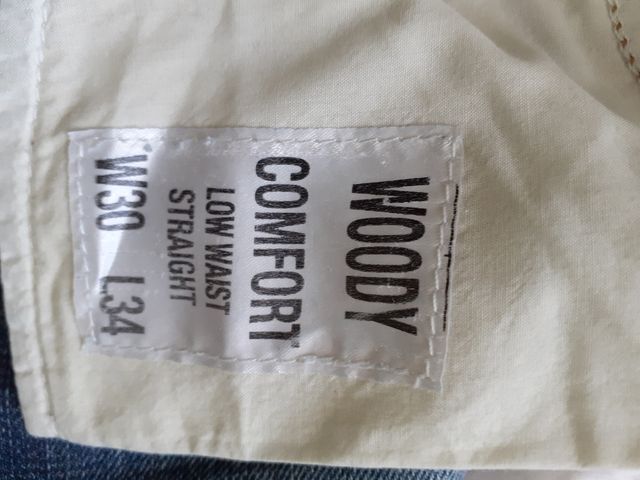 WOODY
COMFORT
LOW WAIST
STRAIGHT
W30 L34